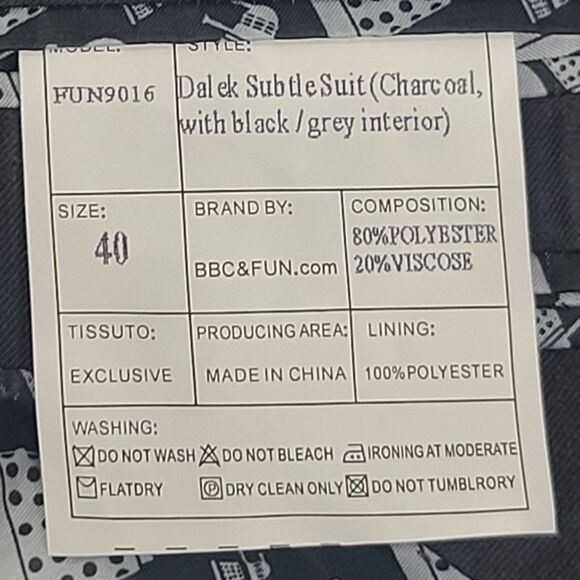 MODEL:
STYLE:
FUN9016
Dalek Subtle Suit (Charcoal,
with black / grey interior)
SIZE:
40
BRAND BY:
BBC&FUN.com
COMPOSITION:
80%POLYESTER
20%VISCOSE
TISSUTO:
EXCLUSIVE
PRODUCING AREA:
MADE IN CHINA
LINING:
100%POLYESTER
WASHING:
DO NOT WASH DO NOT BLEACH IRONING AT MODERATE
FLATDRY P DRY CLEAN ONLY DO NOT TUMBLRORY